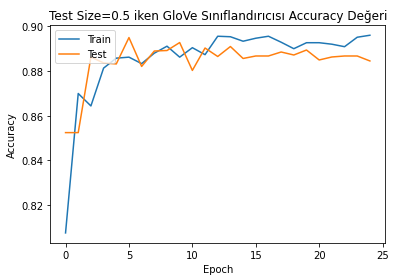 Test Size=0.5 iken GloVe Sınıflandırıcısı Accuracy Değeri
Train
Test
0.90
0.88
0.86
0.84
0.82
Accuracy
0
5
10
15
20
25
Epoch